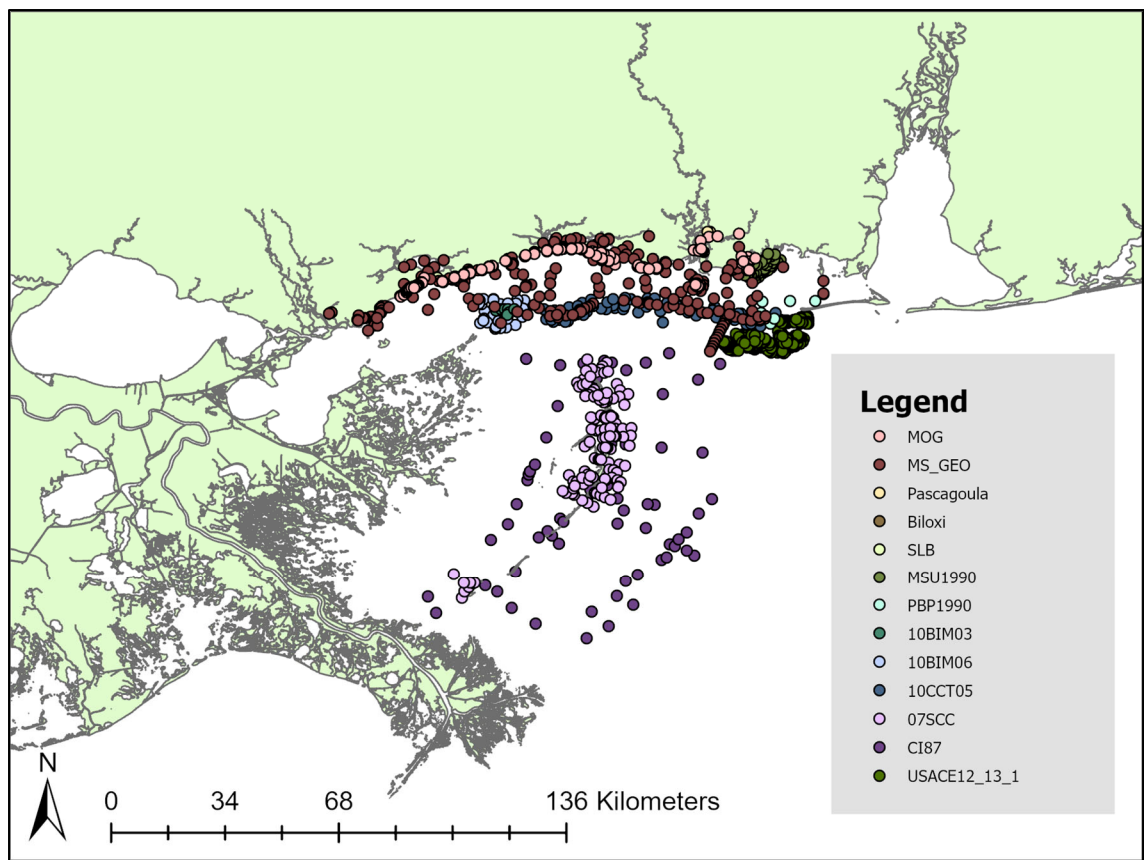 Legend
MOG
MS_GEO
Pascagoula
Biloxi
SLB
MSU1990
PBP1990
10BIM03
10BIM06
10CCT05
07SCC
CI87
USACE12_13_1
N
0 34 68 136 Kilometers